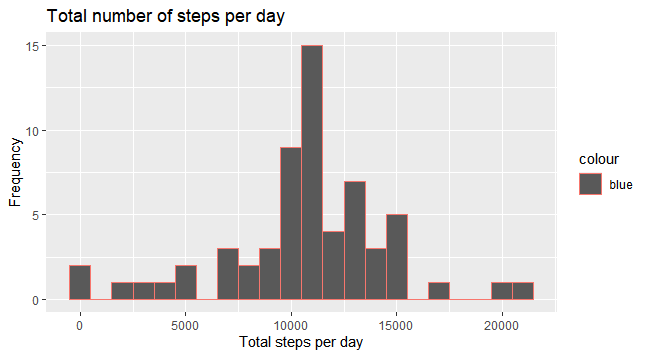 Total number of steps per day
15
10
5
0
Frequency
0 5000 10000 15000 20000
Total steps per day
colour
blue